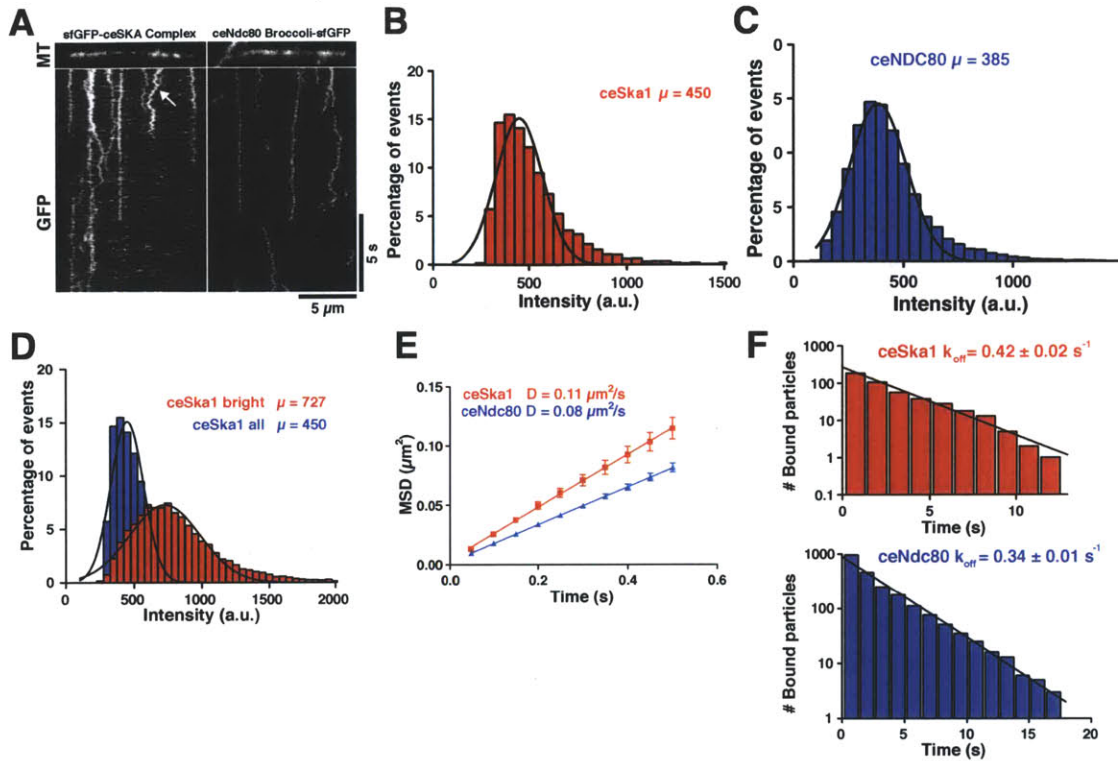 A
sfGFP-ceSKA Complex
ceNdc80 Broccoli-sfGFP
MT
GFP
5 s
5 µm
B
Percentage of events
20
15
10
5
0
ceSka1 µ = 450
0 500 1000 1500
Intensity (a.u.)
C
Percentage of events
0
5
0
5
0
ceNDC80 µ = 385
0 500 1000
Intensity (a.u.)
D
Percentage of events
20
15
10
5
0
ceSka1 bright µ = 727
ceSka1 all µ = 450
0 500 1000 1500 2000
Intensity (a.u.)
E
MSD (µm²)
0.15
0.10
0.05
0.00
ceSka1 D = 0.11 µm²/s
ceNdc80 D = 0.08 µm²/s
0.0 0.2 0.4 0.6
Time (s)
F
# Bound particles
1000
100
10
1
0.1
ceSka1 koff = 0.42 ± 0.02 s⁻¹
0 5 10
Time (s)
# Bound particles
1000
100
10
1
ceNdc80 koff = 0.34 ± 0.01 s⁻¹
0 5 10 15 20
Time (s)